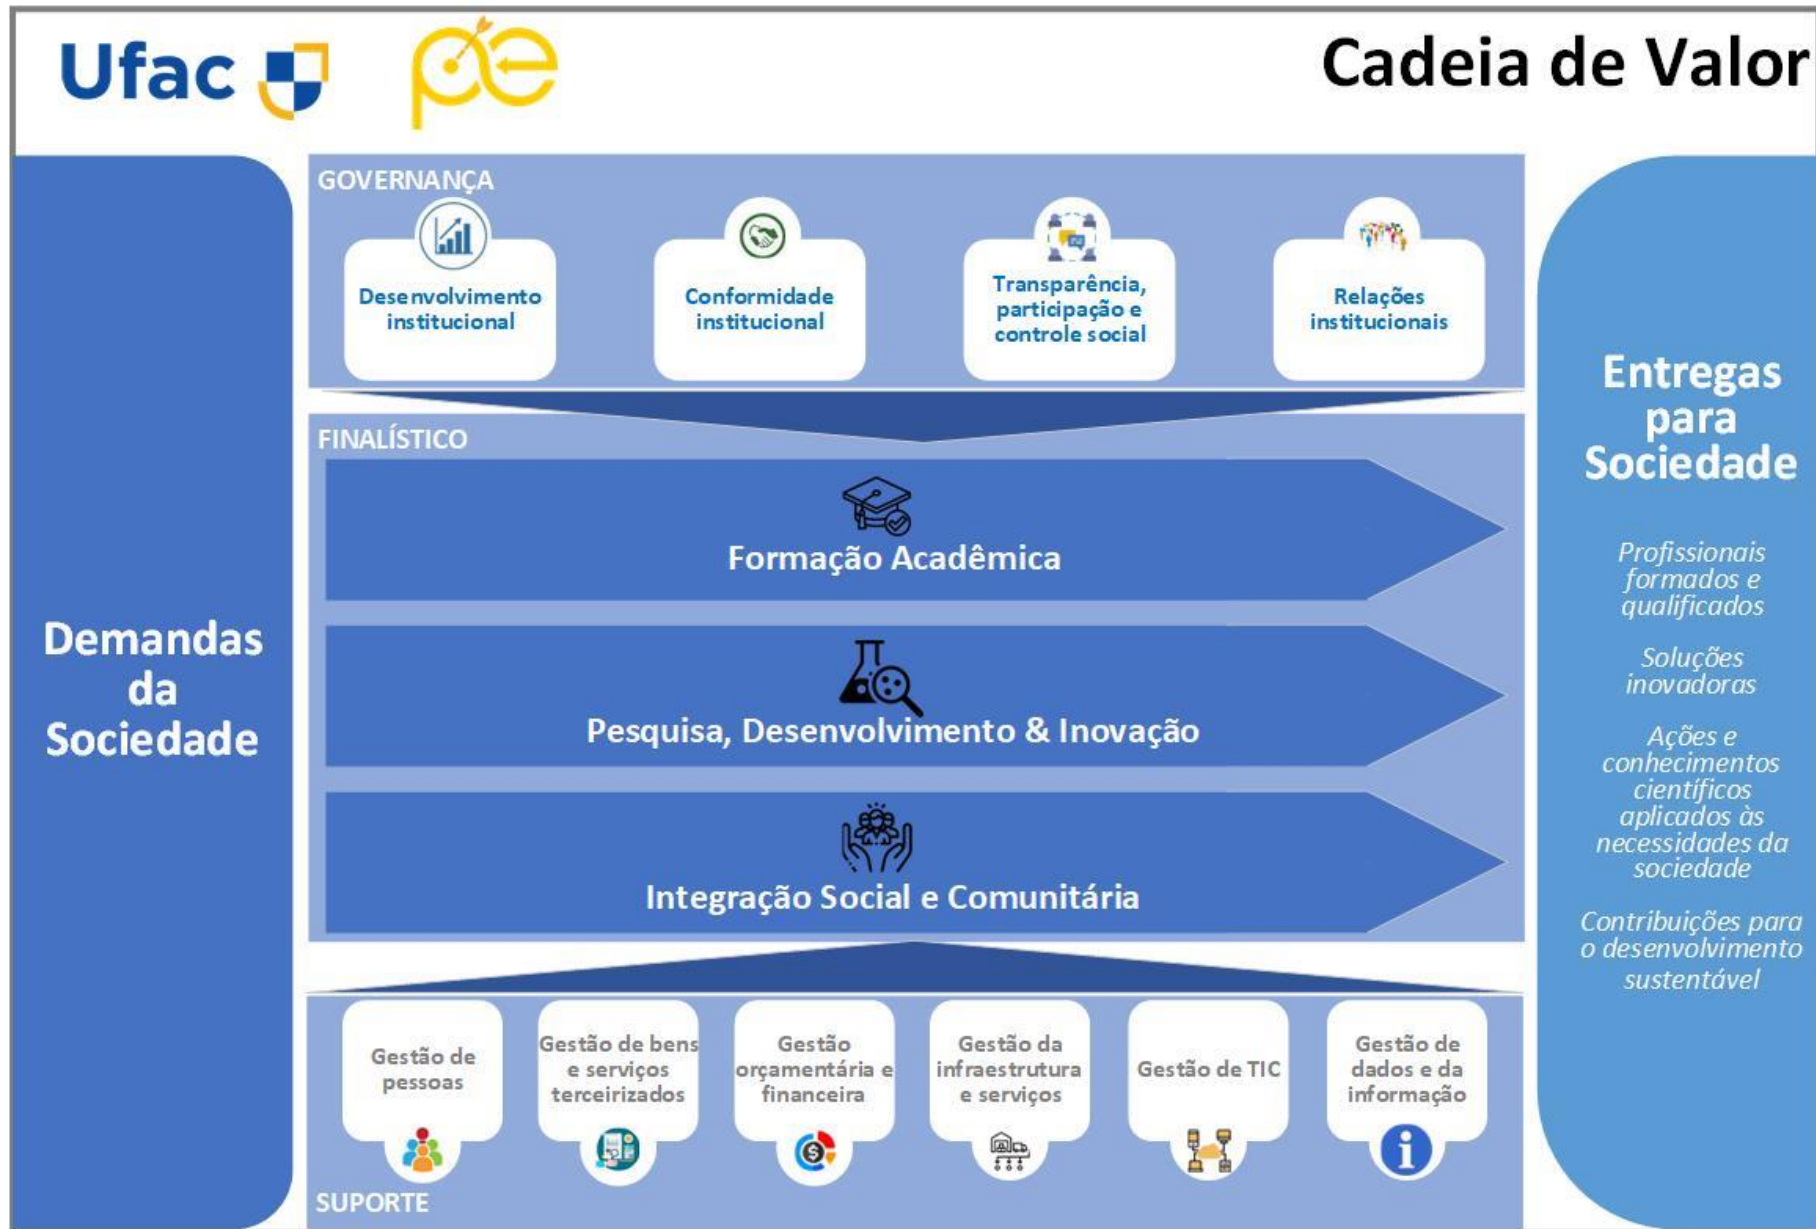 Ufac
pe
Cadeia de Valor
Demandas
da
Sociedade
GOVERNANÇA
Desenvolvimento
institucional
Conformidade
institucional
Transparência,
participação e
controle social
Relações
institucionais
FINALÍSTICO
Formação Acadêmica
Pesquisa, Desenvolvimento & Inovação
Integração Social e Comunitária
Gestão de
pessoas
Gestão de bens
e serviços
terceirizados
Gestão
orçamentária e
financeira
Gestão da
infraestrutura
e serviços
Gestão de TIC
Gestão de
dados e da
informação
SUPORTE
Entregas
para
Sociedade
Profissionais
formados e
qualificados
Soluções
inovadoras
Ações e
conhecimentos
científicos
aplicados às
necessidades da
sociedade
Contribuições para
o desenvolvimento
sustentável